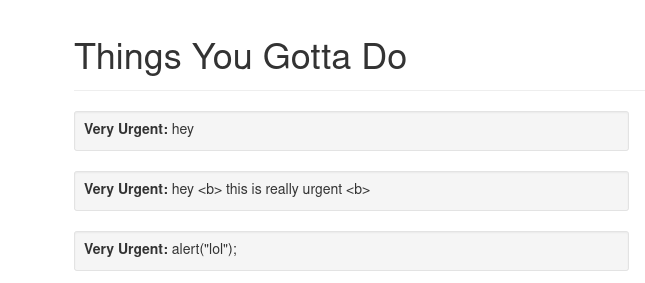 Things You Gotta Do
Very Urgent: hey
Very Urgent: hey <b> this is really urgent <b>
Very Urgent: alert("lol");